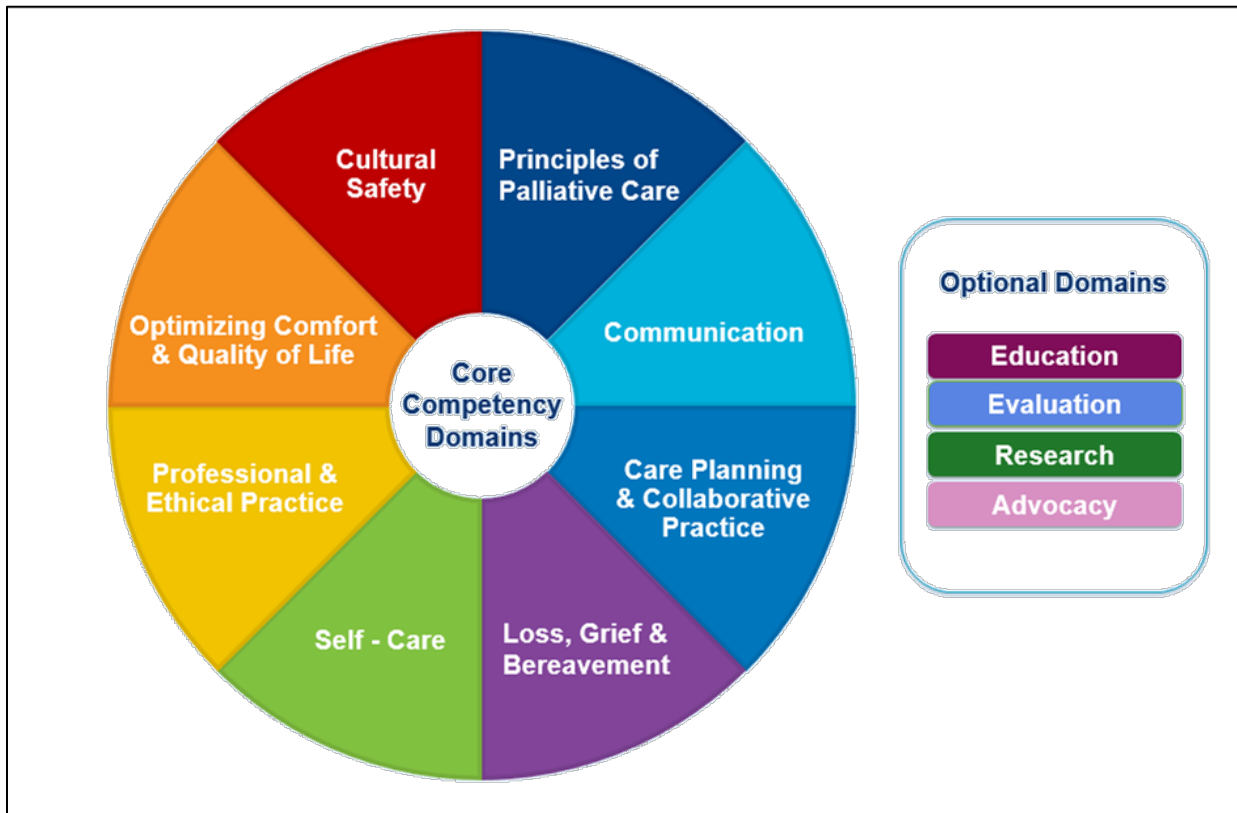 Cultural
Safety
Principles of
Palliative Care
Communication
Care Planning
& Collaborative
Practice
Loss, Grief &
Bereavement
Self - Care
Professional &
Ethical Practice
Optimizing Comfort
& Quality of Life
Core
Competency
Domains
Optional Domains
Education
Evaluation
Research
Advocacy